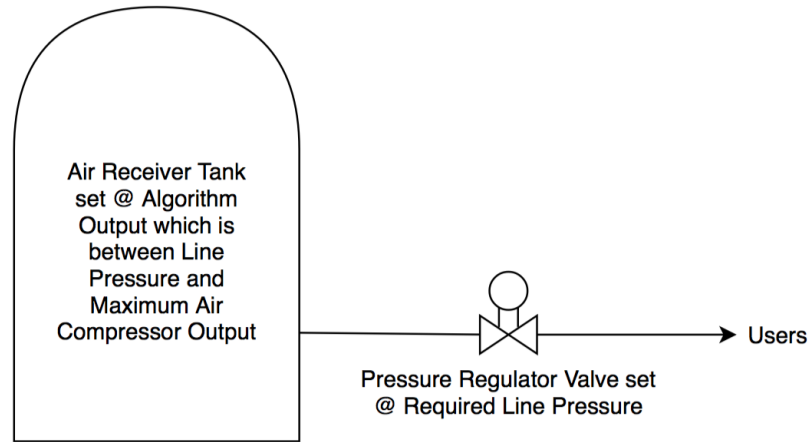 Air Receiver Tank
set @ Algorithm
Output which is
between Line
Pressure and
Maximum Air
Compressor Output
Users
Pressure Regulator Valve set
@ Required Line Pressure